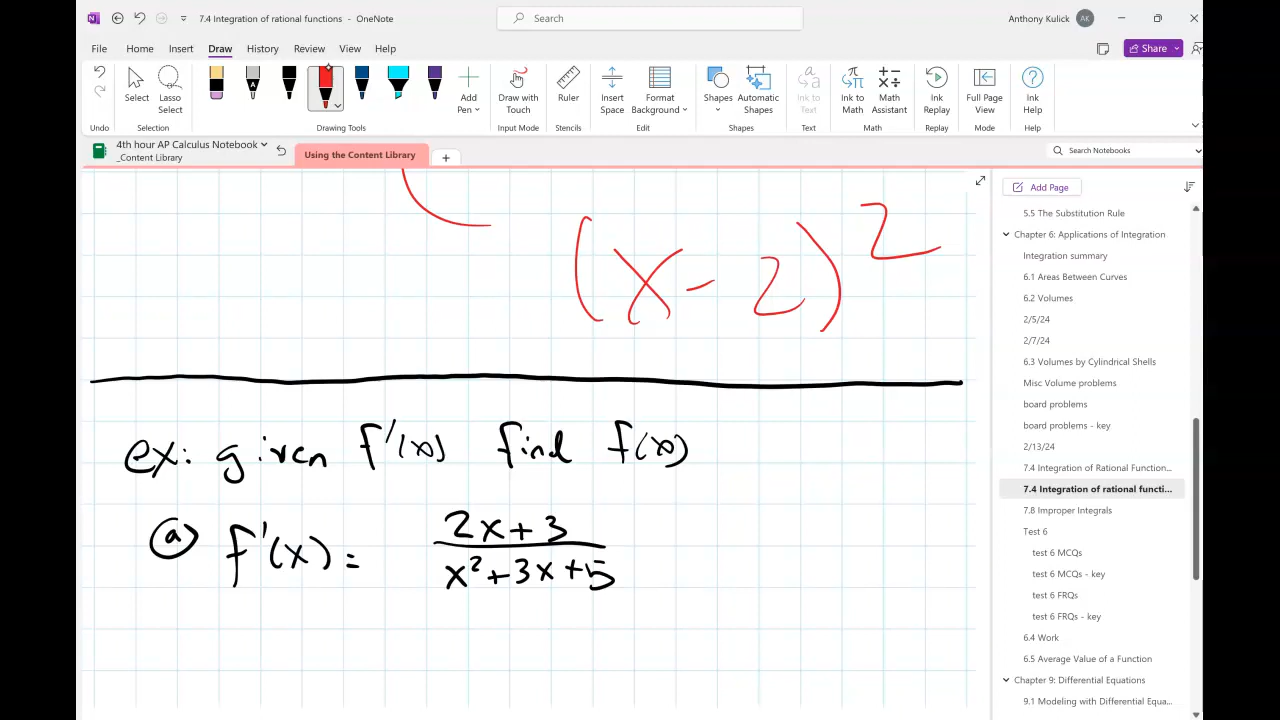 7.4 Integration of rational functions - OneNote
Search
Anthony Kulick
AK
File Home Insert Draw History Review View Help
Share
Undo
Select
Lasso Select
Add Pen
Draw with Touch
Ruler
Insert Space
Format Background
Shapes
Automatic Shapes
Ink to Text
Ink to Math
Math Assistant
Ink Replay
Full Page View
Ink Help
Undo Selection Drawing Tools Input Mode Stencils Edit Shapes Text Math Replay Mode Help
4th hour AP Calculus Notebook
_Content Library
Using the Content Library
+
Search Notebooks
(x-2)²
ex: given f'(x) find f(x)
ⓐ f'(x) = 
2x+3
x²+3x+5
Add Page
5.5 The Substitution Rule
Chapter 6: Applications of Integration
Integration summary
6.1 Areas Between Curves
6.2 Volumes
2/5/24
2/7/24
6.3 Volumes by Cylindrical Shells
Misc Volume problems
board problems
board problems - key
2/13/24
7.4 Integration of Rational Function...
7.4 Integration of rational functi...
7.8 Improper Integrals
Test 6
test 6 MCQs
test 6 MCQs - key
test 6 FRQs
test 6 FRQs - key
6.4 Work
6.5 Average Value of a Function
Chapter 9: Differential Equations
9.1 Modeling with Differential Equa...